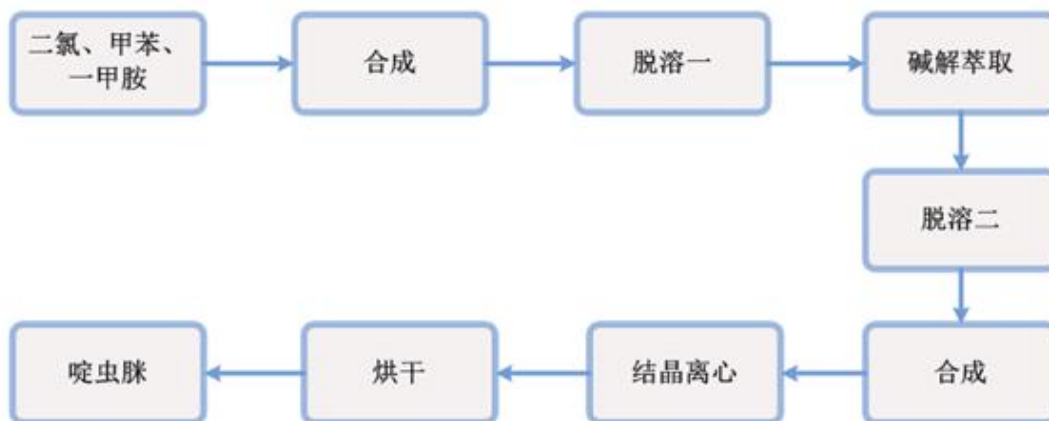 二氯、甲苯、
一甲胺
合成
脱溶一
碱解萃取
脱溶二
合成
结晶离心
烘干
啶虫脒